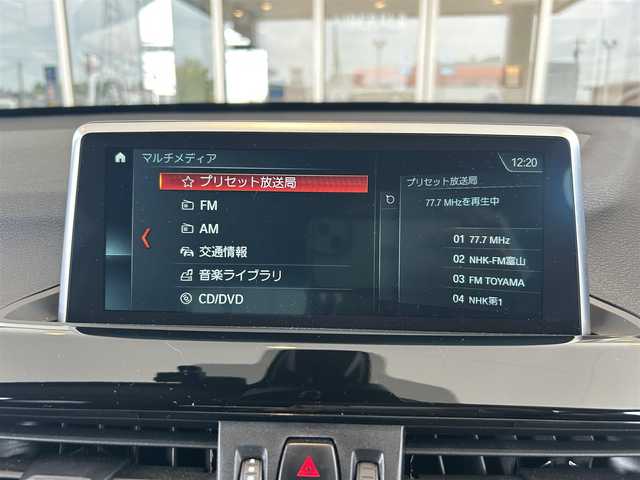 マルチメディア
12:20
プリセット放送局
FM
AM
交通情報
音楽ライブラリ
CD/DVD
プリセット放送局
77.7 MHzを再生中
01 77.7 MHz
02 NHK-FM富山
03 FM TOYAMA
04 NHK第1